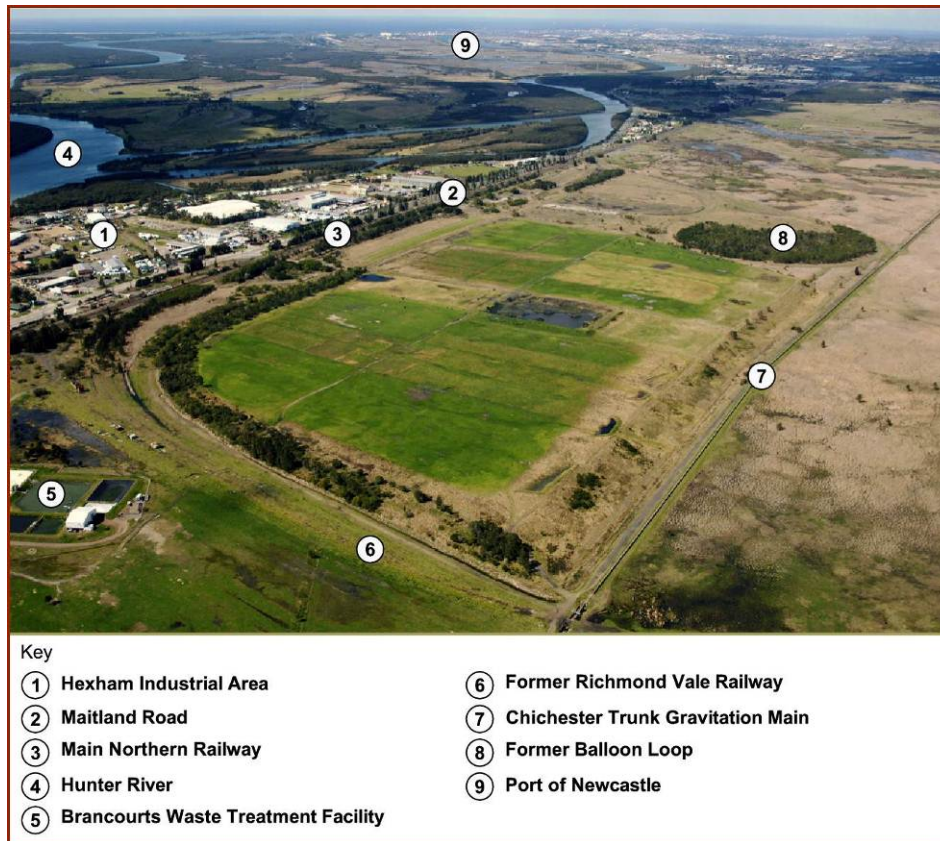 9
4
2
1
3
8
7
5
6
Key
1 Hexham Industrial Area
2 Maitland Road
3 Main Northern Railway
4 Hunter River
5 Brancourts Waste Treatment Facility
6 Former Richmond Vale Railway
7 Chichester Trunk Gravitation Main
8 Former Balloon Loop
9 Port of Newcastle